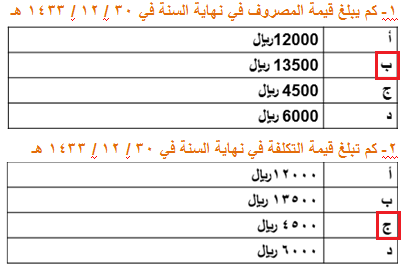 ١- كم يبلغ قيمة المصروف في نهاية السنة في ٣٠ / ١٢ / ١٤٣٣ هـ
أ 12000ريال
ب 13500 ريال
ج 4500 ريال
د 6000 ريال
٢- كم تبلغ قيمة التكلفة في نهاية السنة في ٣٠ / ١٢ / ١٤٣٣ هـ
أ ١٢٠٠٠ ريال
ب ١٣٥٠٠ ريال
ج ٤٥٠٠ ريال
د ٦٠٠٠ ريال